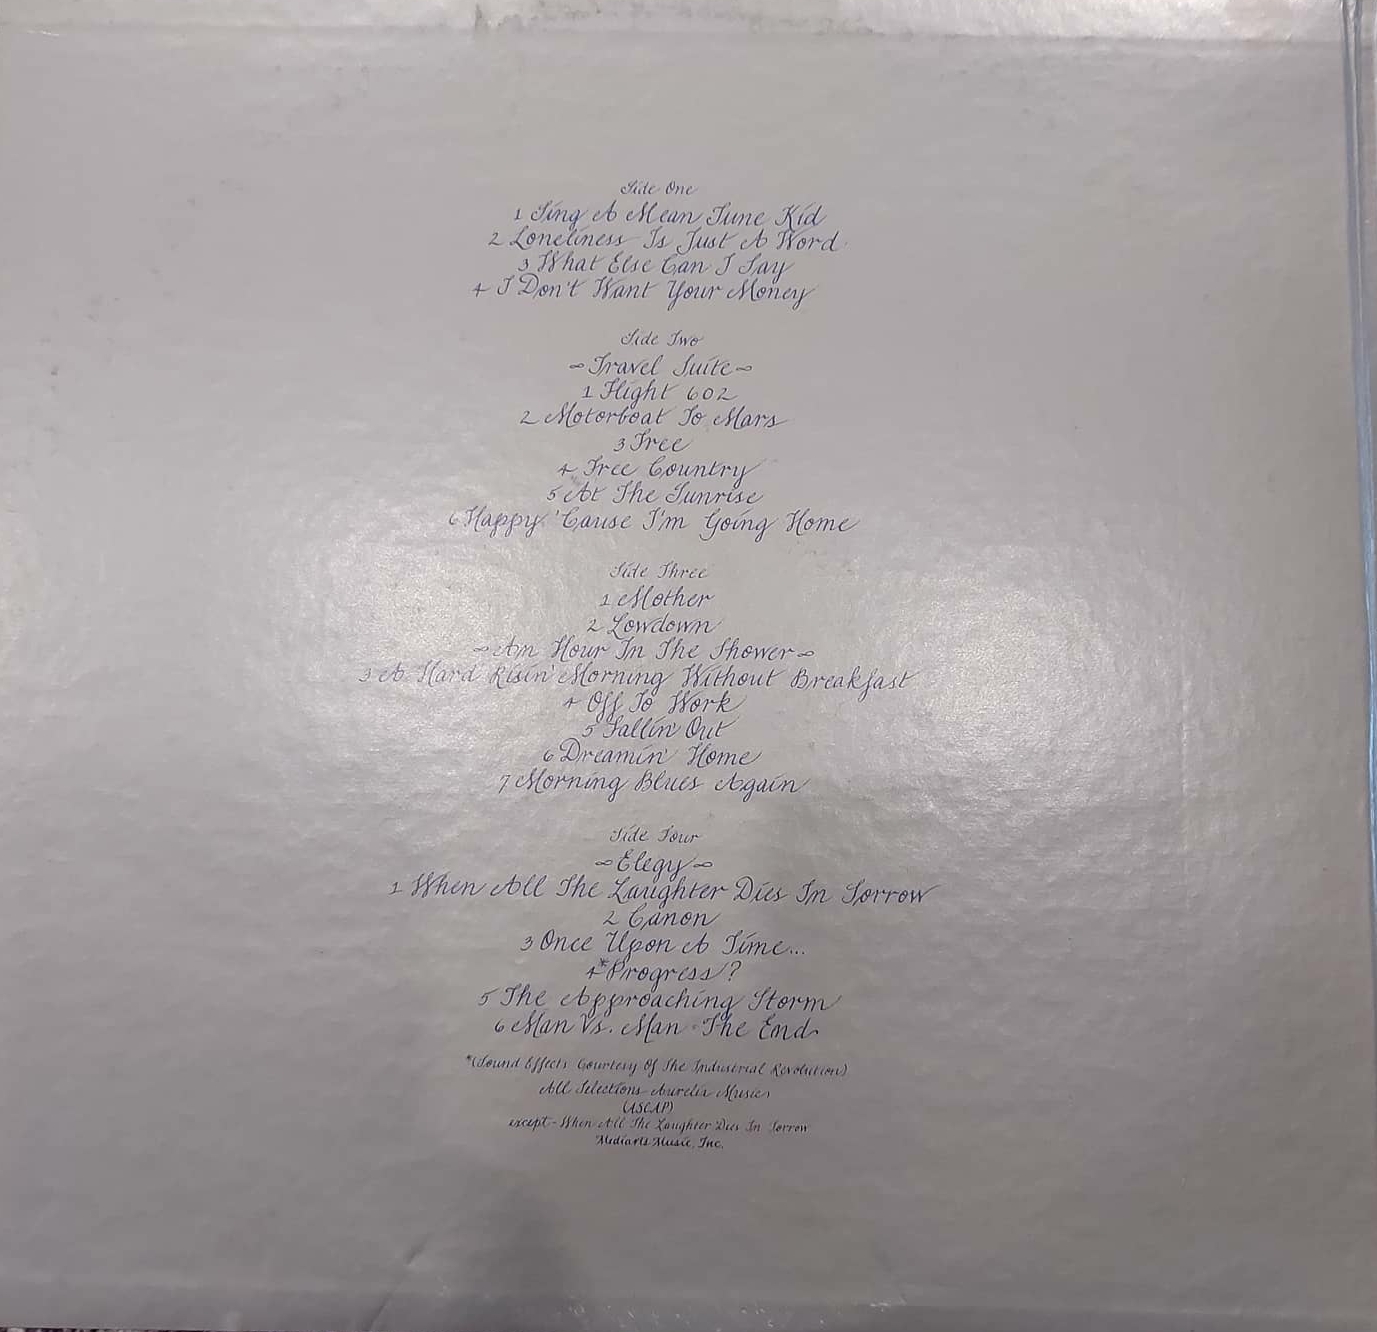 Side One
1 Sing A Mean Tune Kid
2 Loneliness Is Just A Word
3 What Else Can I Say
4 I Don't Want Your Money
Side Two
~Travel Suite~
1 Flight 602
2 Motorboat To Mars
3 Free
4 Free Country
5 At The Sunrise
6 Happy 'Cause I'm Going Home
Side Three
1 Mother
2 Lowdown
~An Hour In The Shower~
3 A Hard Risin' Morning Without Breakfast
4 Off To Work
5 Fallin' Out
6 Dreamin' Home
7 Morning Blues Again
Side Four
~Elegy~
1 When All The Laughter Dies In Sorrow
2 Canon
3 Once Upon A Time...
4 *Progress?
5 The Approaching Storm
6 Man Vs. Man - The End
*(Sound Effects Courtesy Of The Industrial Revolution)
All Selections Aurelia Music
(ASCAP)
except - When All The Laughter Dies In Sorrow
Mediarts Music, Inc.